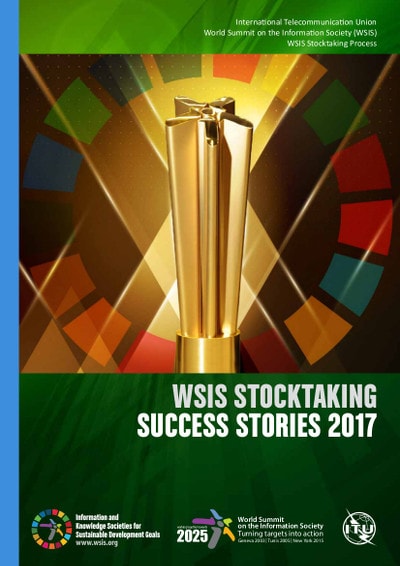 International Telecommunication Union
World Summit on the Information Society (WSIS)
WSIS Stocktaking Process
WSIS STOCKTAKING
SUCCESS STORIES 2017
Information and
Knowledge Societies for
Sustainable Development Goals
www.wsis.org
2025
World Summit
on the Information Society
Turning targets into action
Geneva 2003 | Tunis 2005 | New York 2015
ITU